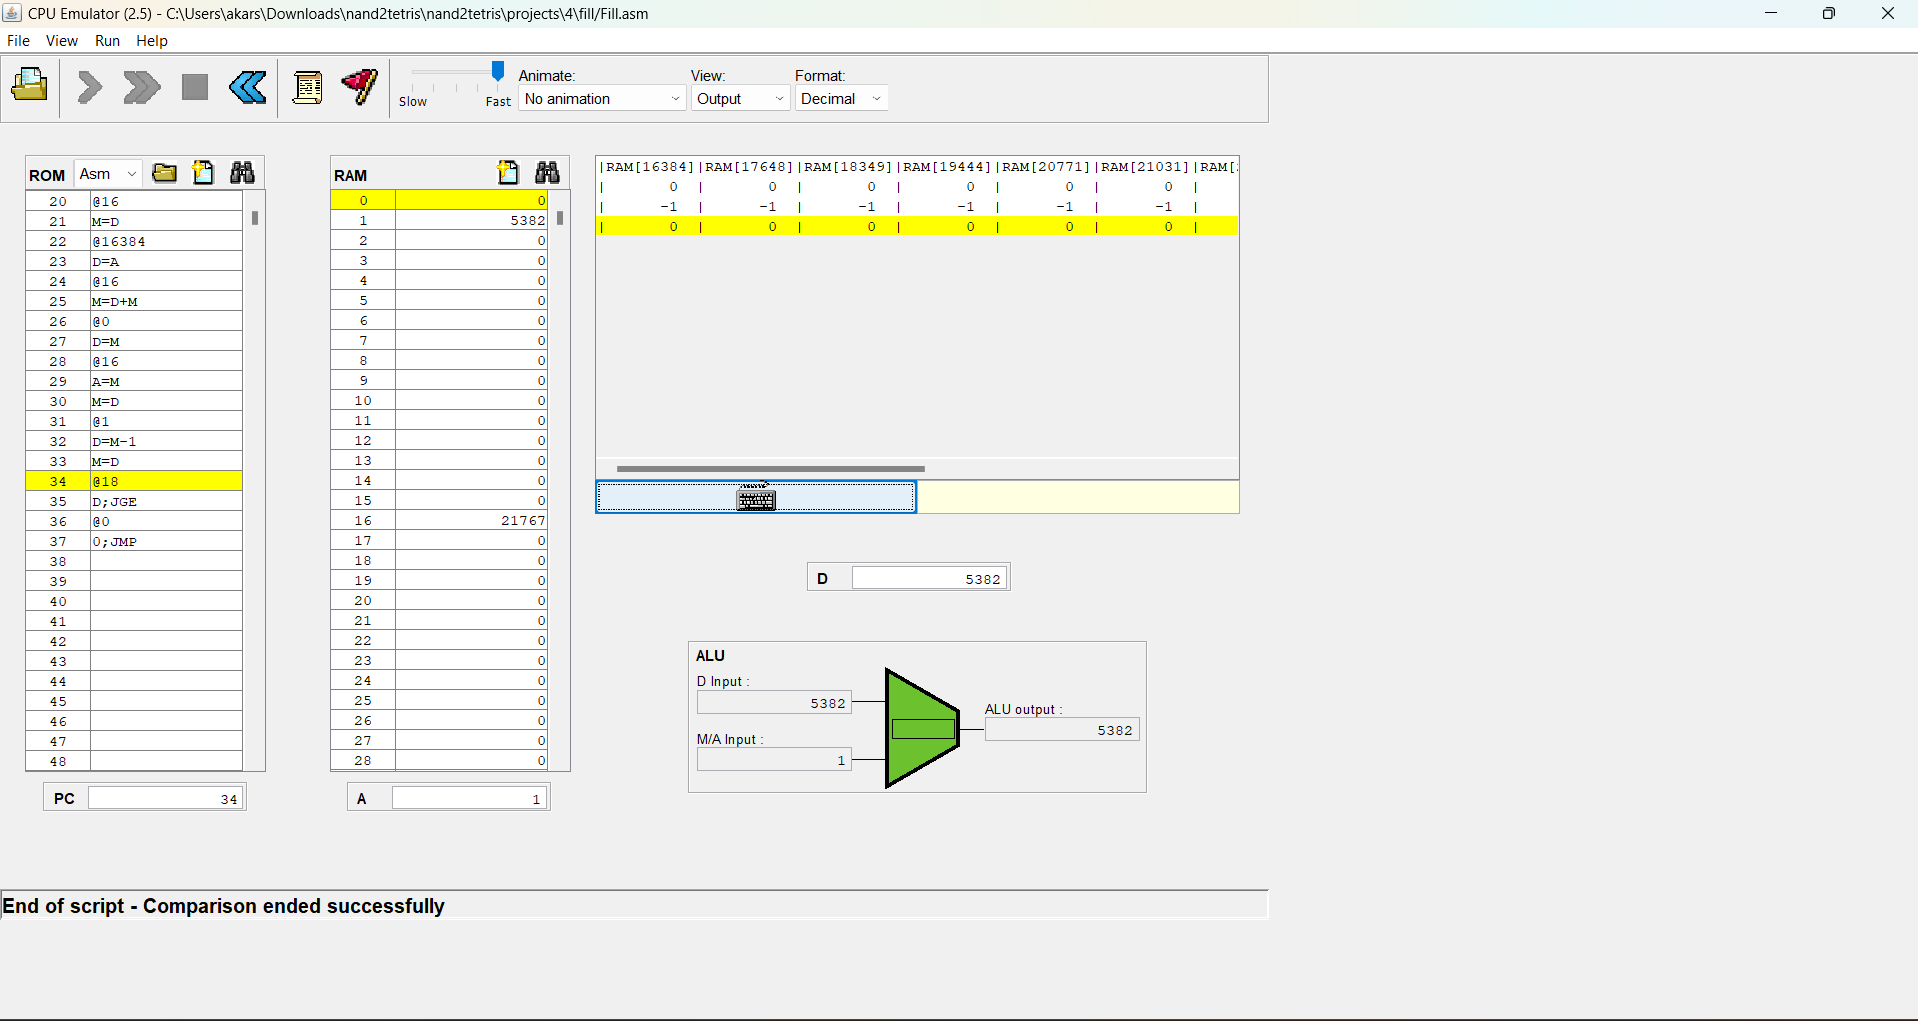 CPU Emulator (2.5) - C:\Users\akars\Downloads\nand2tetris\nand2tetris\projects\4\fill/Fill.asm
File View Run Help
Slow Fast
Animate:
No animation
View:
Output
Format:
Decimal
ROM Asm
20 @16
21 M=D
22 @16384
23 D=A
24 @16
25 M=D+M
26 @0
27 D=M
28 @16
29 A=M
30 M=D
31 @1
32 D=M-1
33 M=D
34 @18
35 D;JGE
36 @0
37 0;JMP
38
39
40
41
42
43
44
45
46
47
48
PC 34
RAM
0 0
1 5382
2 0
3 0
4 0
5 0
6 0
7 0
8 0
9 0
10 0
11 0
12 0
13 0
14 0
15 0
16 21767
17 0
18 0
19 0
20 0
21 0
22 0
23 0
24 0
25 0
26 0
27 0
28 0
A 1
|RAM[16384]|RAM[17648]|RAM[18349]|RAM[19444]|RAM[20771]|RAM[21031]|RAM[
| 0 | 0 | 0 | 0 | 0 | 0 |
| -1 | -1 | -1 | -1 | -1 | -1 |
| 0 | 0 | 0 | 0 | 0 | 0 |
D 5382
ALU
D Input :
5382
M/A Input :
1
ALU output :
5382
End of script - Comparison ended successfully